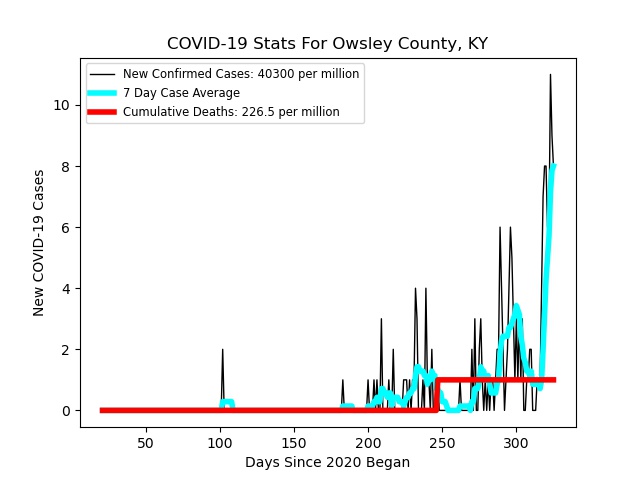 COVID-19 Stats For Owsley County, KY
New Confirmed Cases: 40300 per million
7 Day Case Average
Cumulative Deaths: 226.5 per million
New COVID-19 Cases
10
8
6
4
2
0
50 100 150 200 250 300
Days Since 2020 Began